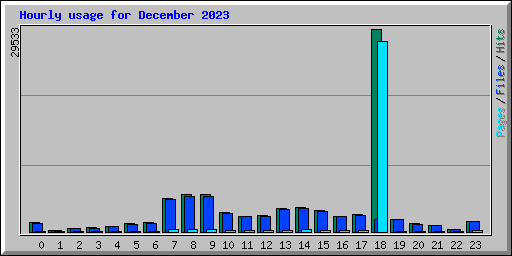 Hourly usage for December 2023
29533
Pages/Files/Hits
0 1 2 3 4 5 6 7 8 9 10 11 12 13 14 15 16 17 18 19 20 21 22 23